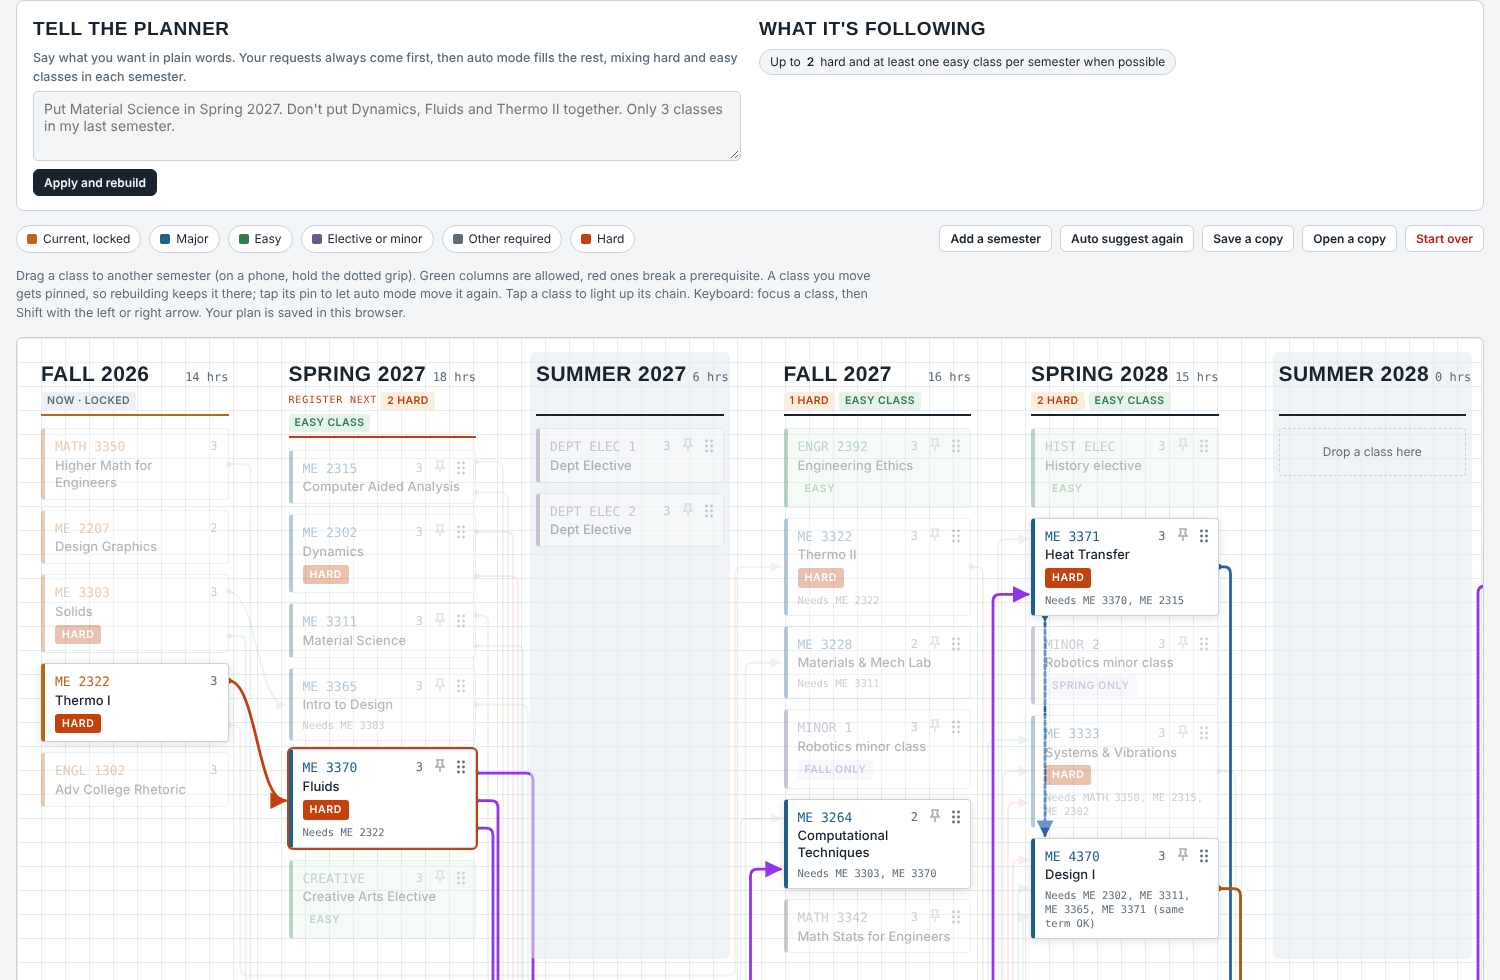 TELL THE PLANNER
Say what you want in plain words. Your requests always come first, then auto mode fills the rest, mixing hard and easy
classes in each semester.
Put Material Science in Spring 2027. Don't put Dynamics, Fluids and Thermo II together. Only 3 classes
in my last semester.
Apply and rebuild
WHAT IT'S FOLLOWING
Up to 2 hard and at least one easy class per semester when possible
Current, locked
Major
Easy
Elective or minor
Other required
Hard
Add a semester
Auto suggest again
Save a copy
Open a copy
Start over
Drag a class to another semester (on a phone, hold the dotted grip). Green columns are allowed, red ones break a prerequisite. A class you move
gets pinned, so rebuilding keeps it there; tap its pin to let auto mode move it again. Tap a class to light up its chain. Keyboard: focus a class, then
Shift with the left or right arrow. Your plan is saved in this browser.
FALL 2026 14 hrs
NOW · LOCKED
MATH 3350 3
Higher Math for
Engineers
ME 2207 2
Design Graphics
ME 3303 3
Solids
HARD
ME 2322 3
Thermo I
HARD
ENGL 1302 3
Adv College Rhetoric
SPRING 2027 18 hrs
REGISTER NEXT 2 HARD
EASY CLASS
ME 2315 3
Computer Aided Analysis
ME 2302 3
Dynamics
HARD
ME 3311 3
Material Science
ME 3365 3
Intro to Design
Needs ME 3303
ME 3370 3
Fluids
HARD
Needs ME 2322
CREATIVE 3
Creative Arts Elective
EASY
SUMMER 2027 6 hrs
DEPT ELEC 1 3
Dept Elective
DEPT ELEC 2 3
Dept Elective
FALL 2027 16 hrs
1 HARD EASY CLASS
ENGR 2392 3
Engineering Ethics
EASY
ME 3322 3
Thermo II
HARD
Needs ME 2322
ME 3228 2
Materials & Mech Lab
Needs ME 3311
MINOR 1 3
Robotics minor class
FALL ONLY
ME 3264 2
Computational
Techniques
Needs ME 3303, ME 3370
MATH 3342 3
Math Stats for Engineers
SPRING 2028 15 hrs
2 HARD EASY CLASS
HIST ELEC 3
History elective
EASY
ME 3371 3
Heat Transfer
HARD
Needs ME 3370, ME 2315
MINOR 2 3
Robotics minor class
SPRING ONLY
ME 3333 3
Systems & Vibrations
HARD
Needs MATH 3350, ME 2315,
ME 2302
ME 4370 3
Design I
Needs ME 2302, ME 3311,
ME 3365, ME 3371 (same
term OK)
SUMMER 2028 0 hrs
Drop a class here